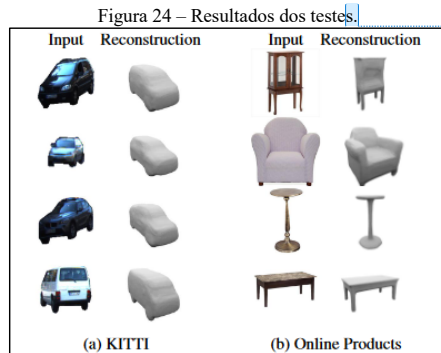 Figura 24 – Resultados dos testes.
Input Reconstruction Input Reconstruction
(a) KITTI (b) Online Products